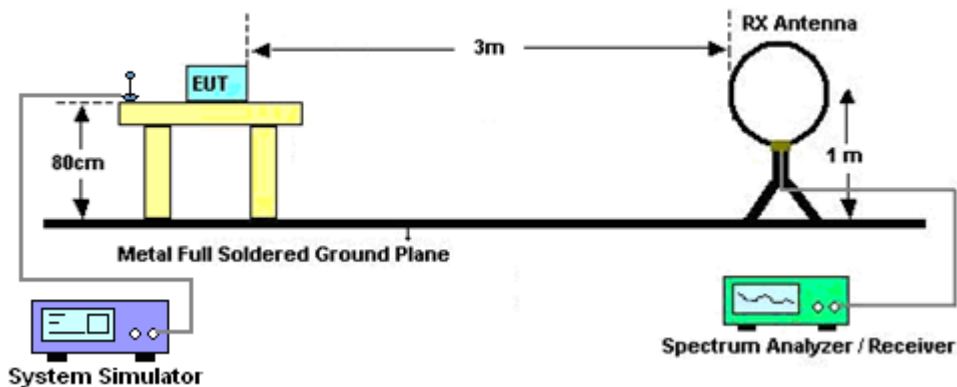 RX Antenna
3m
EUT
80cm
1 m
Metal Full Soldered Ground Plane
System Simulator
Spectrum Analyzer / Receiver